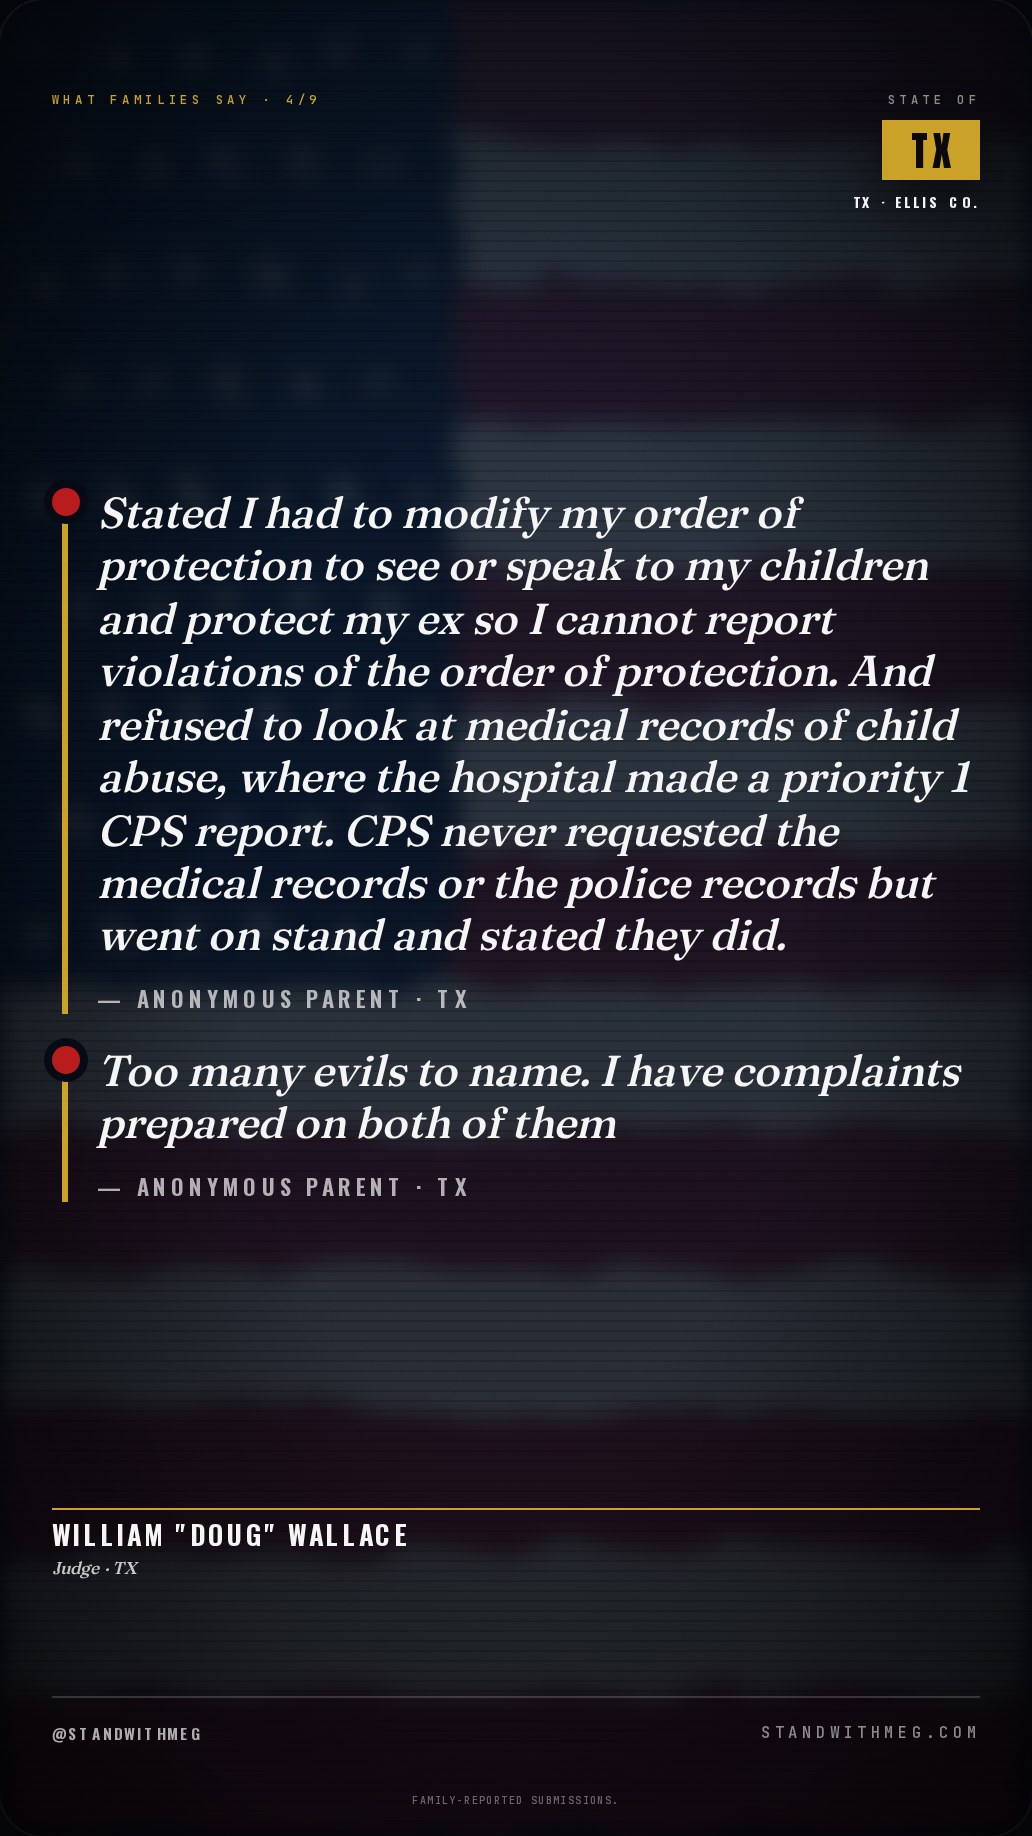 WHAT FAMILIES SAY · 4/9
STATE OF
TX
TX · ELLIS CO.
Stated I had to modify my order of
protection to see or speak to my children
and protect my ex so I cannot report
violations of the order of protection. And
refused to look at medical records of child
abuse, where the hospital made a priority 1
CPS report. CPS never requested the
medical records or the police records but
went on stand and stated they did.
— ANONYMOUS PARENT · TX
Too many evils to name. I have complaints
prepared on both of them
— ANONYMOUS PARENT · TX
WILLIAM "DOUG" WALLACE
Judge · TX
@STANDWITHMEG
STANDWITHMEG.COM
FAMILY-REPORTED SUBMISSIONS.